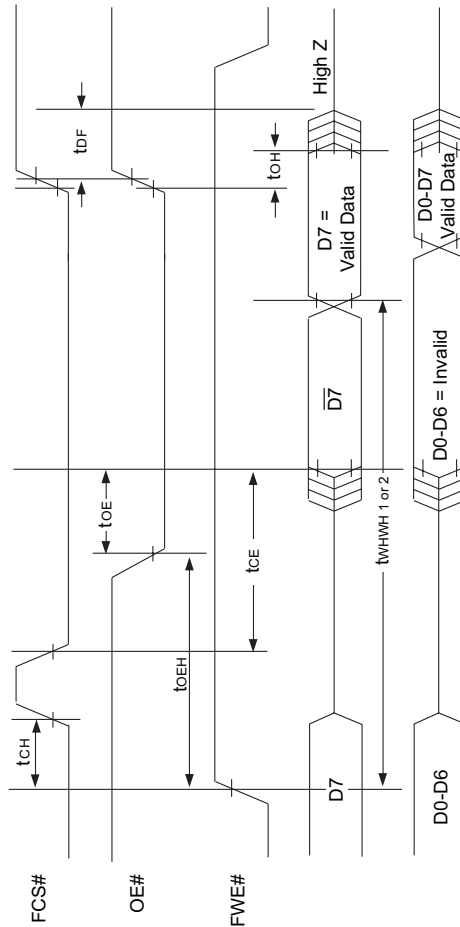 FCS#
tCH
tDF
OE#
tOE
tOEH
tCE
tOH
FWE#
High Z
D7
D7
D7 =
Valid Data
tWHWH 1 or 2
D0-D6
D0-D6 = Invalid
D0-D7
Valid Data